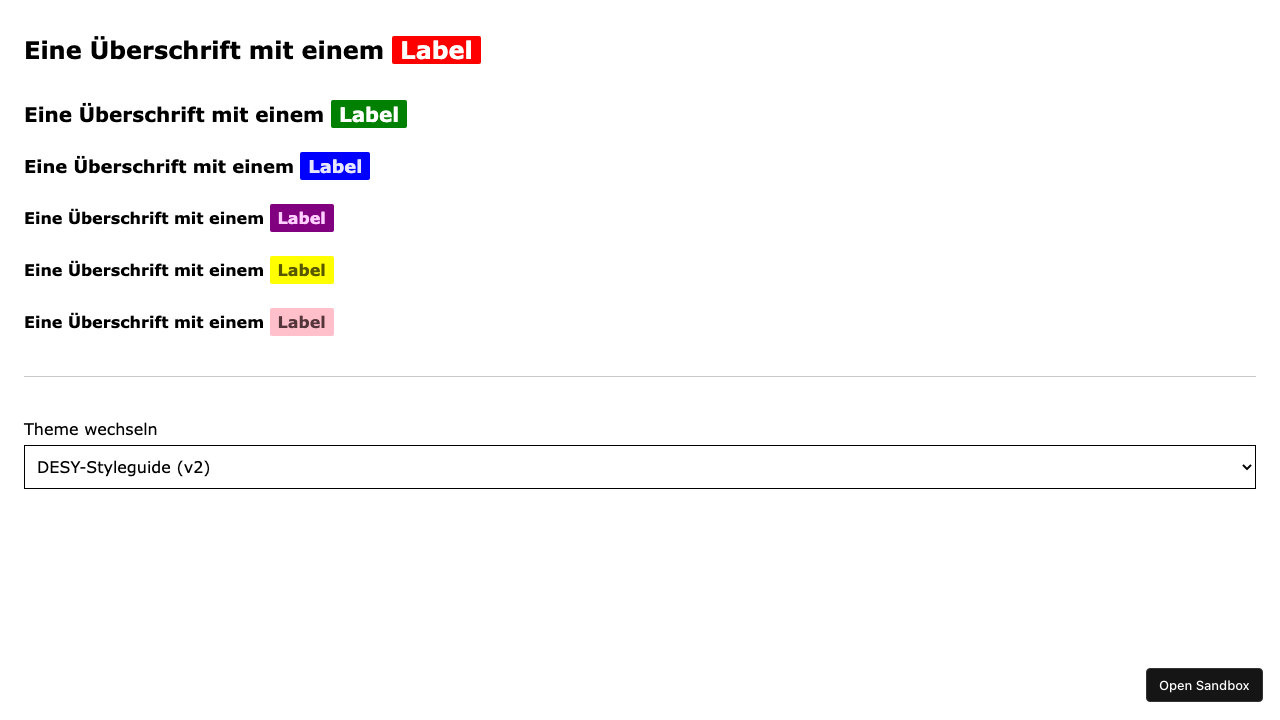 Eine Überschrift mit einem Label
Eine Überschrift mit einem Label
Eine Überschrift mit einem Label
Eine Überschrift mit einem Label
Eine Überschrift mit einem Label
Eine Überschrift mit einem Label
Theme wechseln
DESY-Styleguide (v2)
Open Sandbox